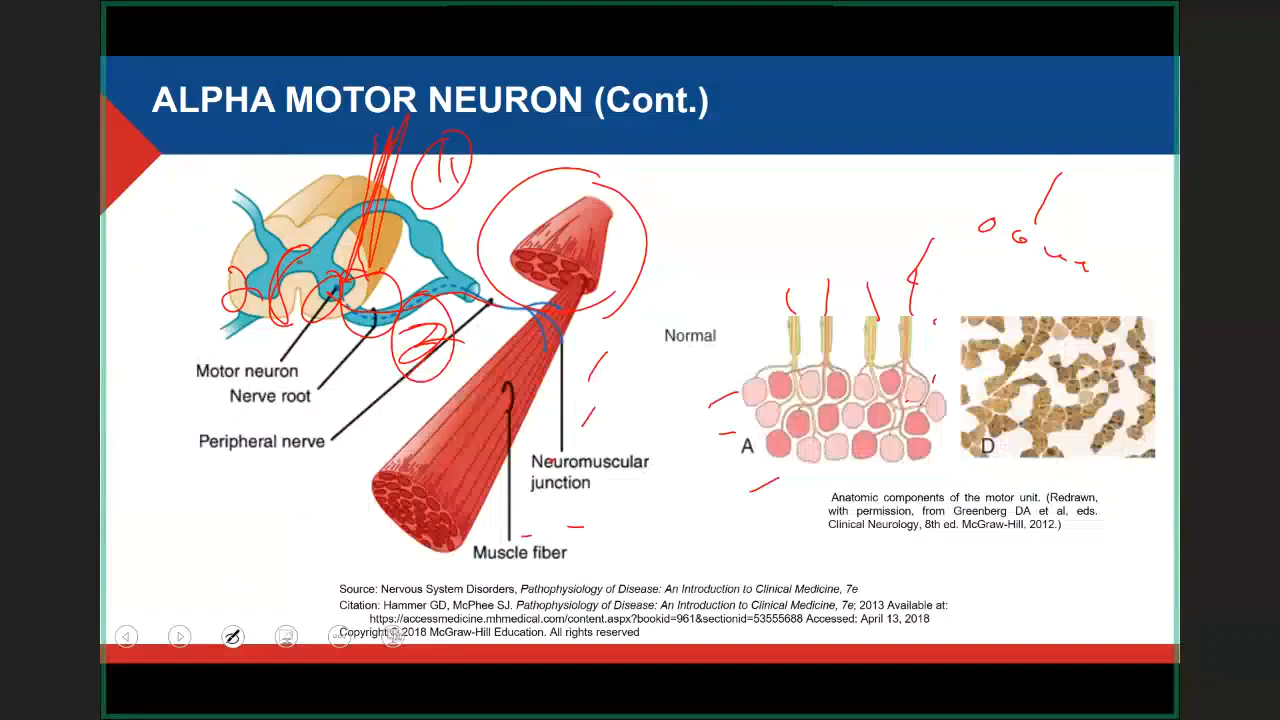 ALPHA MOTOR NEURON (Cont.)
Motor neuron
Nerve root
Peripheral nerve
Neuromuscular
junction
Muscle fiber
Normal
A
D
Anatomic components of the motor unit. (Redrawn,
with permission, from Greenberg DA et al, eds.
Clinical Neurology, 8th ed. McGraw-Hill, 2012.)
Source: Nervous System Disorders, Pathophysiology of Disease: An Introduction to Clinical Medicine, 7e
Citation: Hammer GD, McPhee SJ. Pathophysiology of Disease: An Introduction to Clinical Medicine, 7e; 2013 Available at:
https://accessmedicine.mhmedical.com/content.aspx?bookid=961&sectionid=53555688 Accessed: April 13, 2018
Copyright © 2018 McGraw-Hill Education. All rights reserved